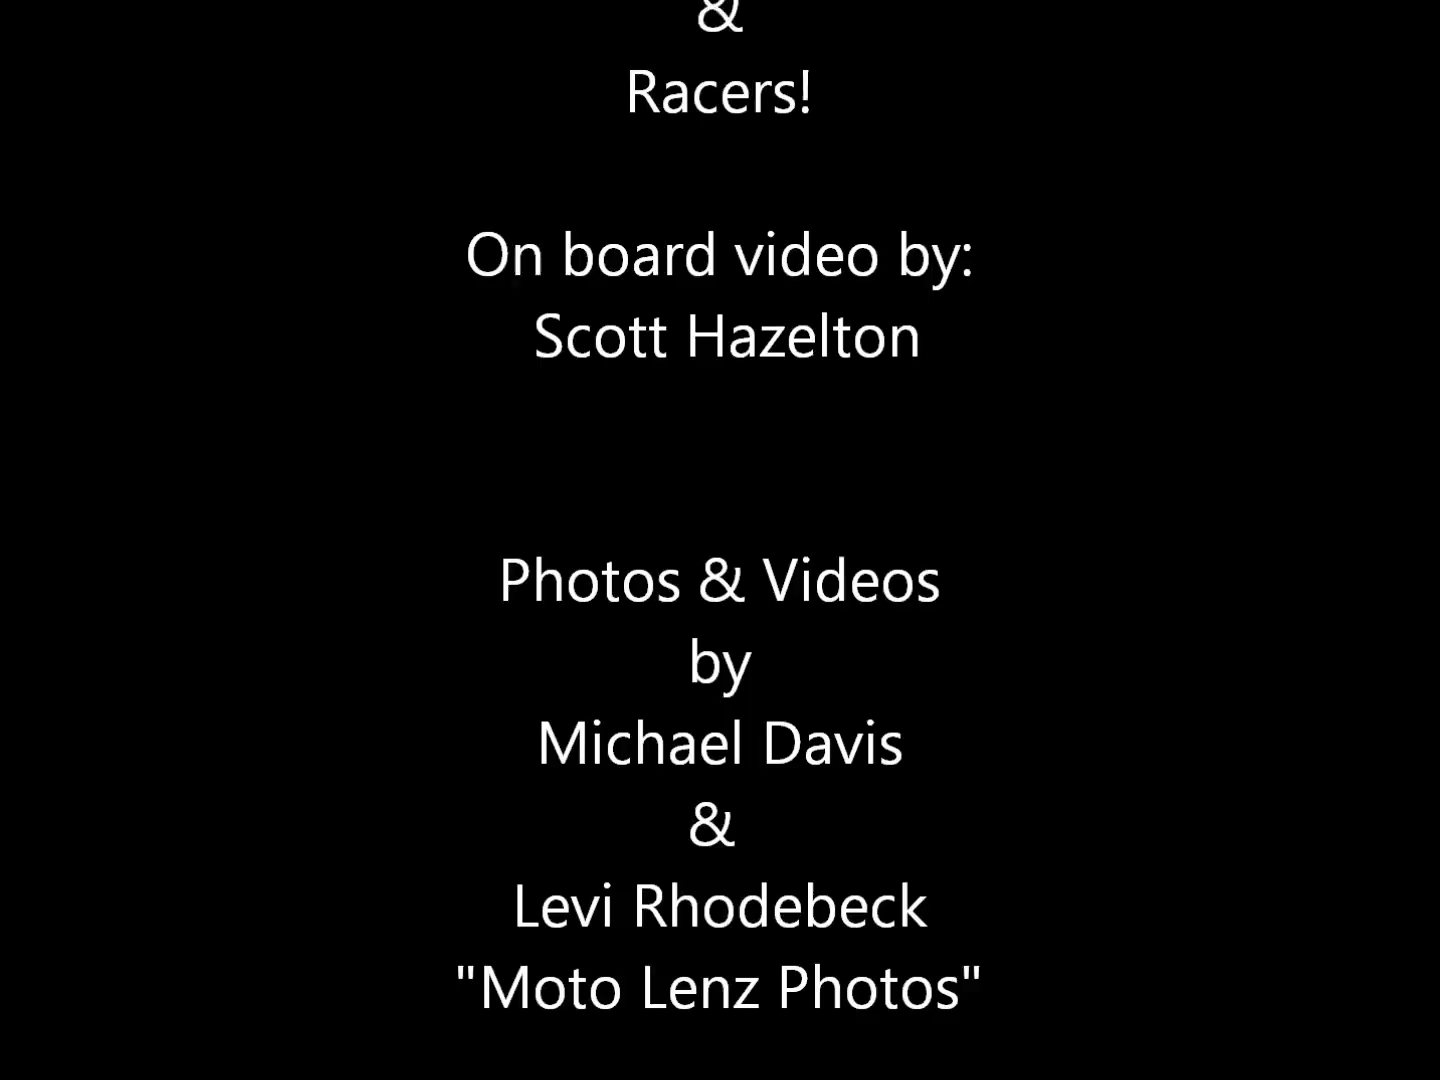 &
Racers!
On board video by:
Scott Hazelton
Photos & Videos
by
Michael Davis
&
Levi Rhodebeck
"Moto Lenz Photos"